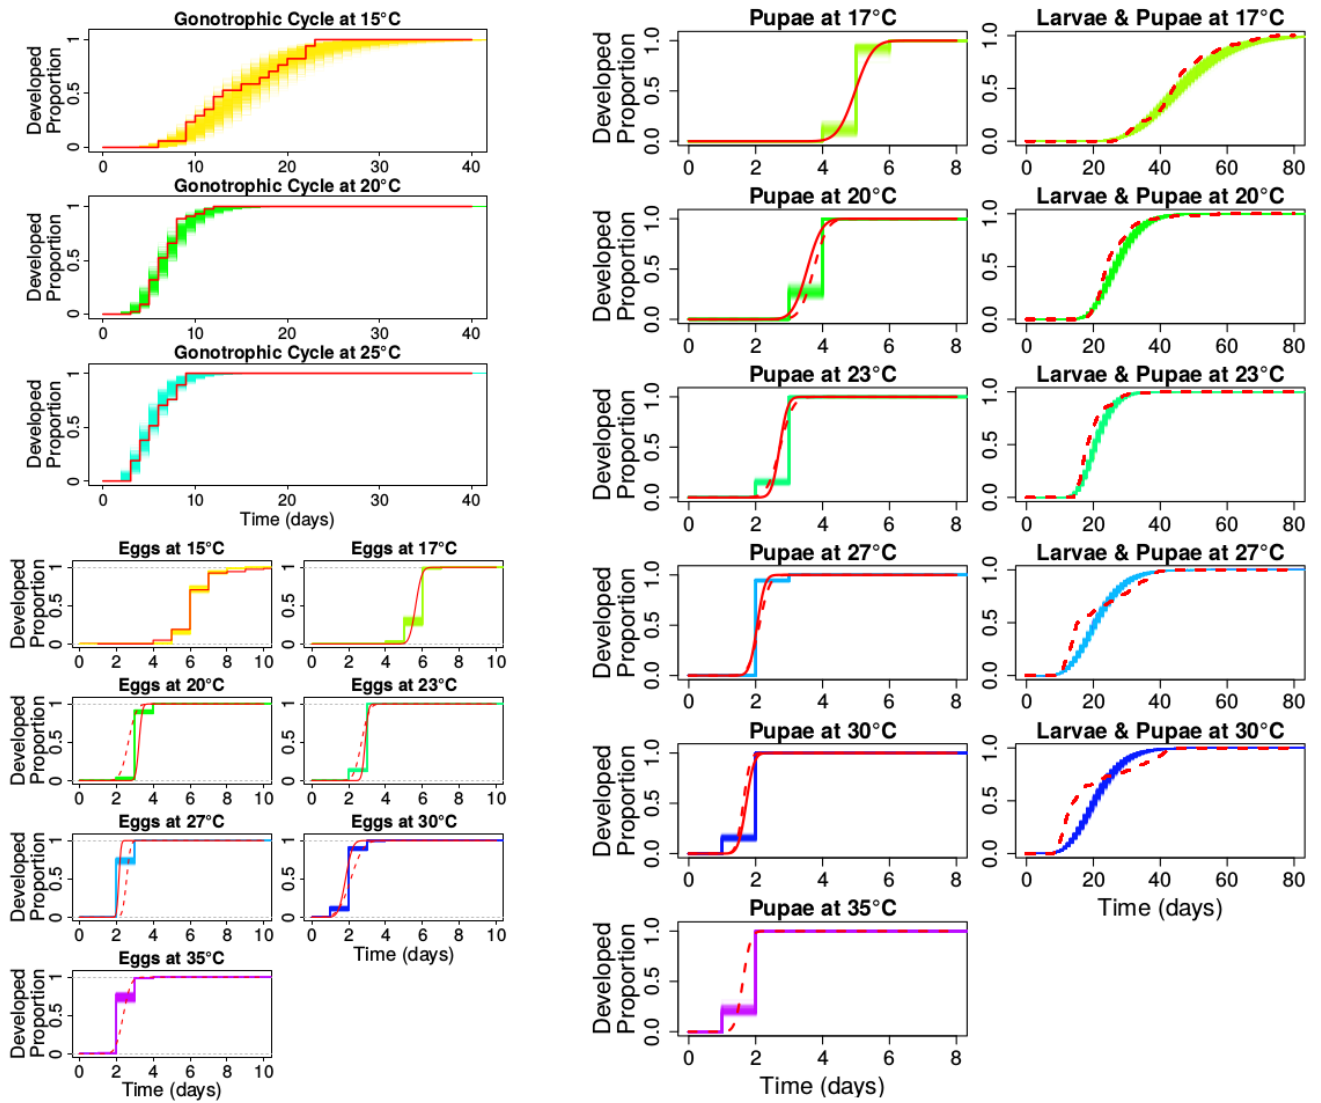 Gonotrophic Cycle at 15°C
Developed
Proportion
0 0.5 1
0 10 20 30 40
Gonotrophic Cycle at 20°C
Developed
Proportion
0 0.5 1
0 10 20 30 40
Gonotrophic Cycle at 25°C
Developed
Proportion
0 0.5 1
0 10 20 30 40
Time (days)
Eggs at 15°C
Developed
Proportion
0 0.5 1
0 2 4 6 8 10
Eggs at 17°C
0 0.5 1
0 2 4 6 8 10
Eggs at 20°C
Developed
Proportion
0 0.5 1
0 2 4 6 8 10
Eggs at 23°C
0 0.5 1
0 2 4 6 8 10
Eggs at 27°C
Developed
Proportion
0 0.5 1
0 2 4 6 8 10
Eggs at 30°C
0 0.5 1
0 2 4 6 8 10
Time (days)
Eggs at 35°C
Developed
Proportion
0 0.5 1
0 2 4 6 8 10
Time (days)
Pupae at 17°C
Developed
Proportion
0.0 0.5 1.0
0 2 4 6 8
Larvae & Pupae at 17°C
0.0 0.5 1.0
0 20 40 60 80
Pupae at 20°C
Developed
Proportion
0.0 0.5 1.0
0 2 4 6 8
Larvae & Pupae at 20°C
0.0 0.5 1.0
0 20 40 60 80
Pupae at 23°C
Developed
Proportion
0.0 0.5 1.0
0 2 4 6 8
Larvae & Pupae at 23°C
0.0 0.5 1.0
0 20 40 60 80
Pupae at 27°C
Developed
Proportion
0.0 0.5 1.0
0 2 4 6 8
Larvae & Pupae at 27°C
0.0 0.5 1.0
0 20 40 60 80
Pupae at 30°C
Developed
Proportion
0.0 0.5 1.0
0 2 4 6 8
Larvae & Pupae at 30°C
0.0 0.5 1.0
0 20 40 60 80
Time (days)
Pupae at 35°C
Developed
Proportion
0.0 0.5 1.0
0 2 4 6 8
Time (days)